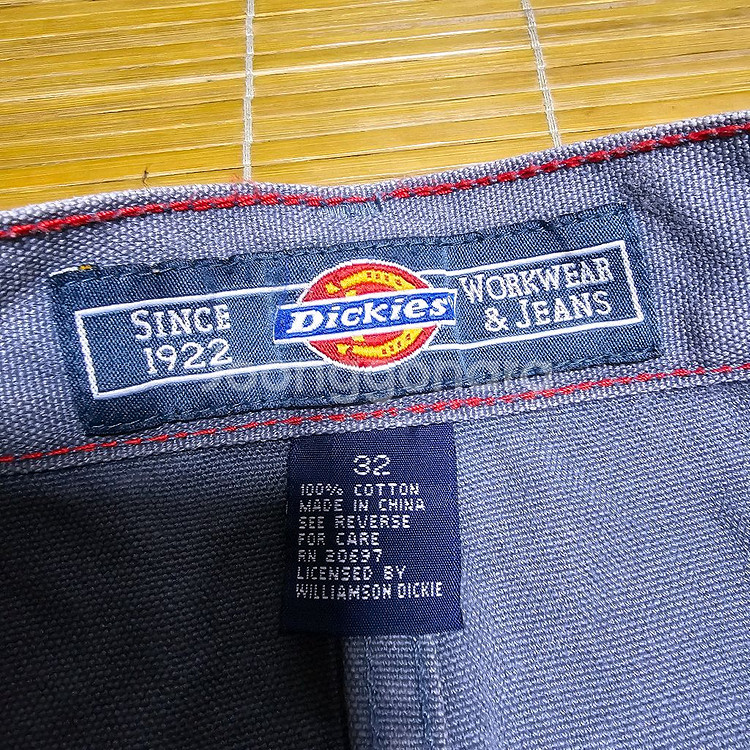 SINCE
1922
DICKIES
WORKWEAR
& JEANS
Joonggonara
32
100% COTTON
MADE IN CHINA
SEE REVERSE
FOR CARE
RN 20697
LICENSED BY
WILLIAMSON DICKIE